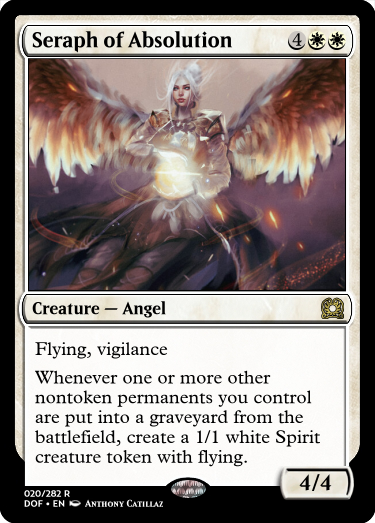 Seraph of Absolution 4
Creature — Angel
Flying, vigilance
Whenever one or more other
nontoken permanents you control
are put into a graveyard from the
battlefield, create a 1/1 white Spirit
creature token with flying.
4/4
020/282 R
DOF • EN Anthony Catillaz